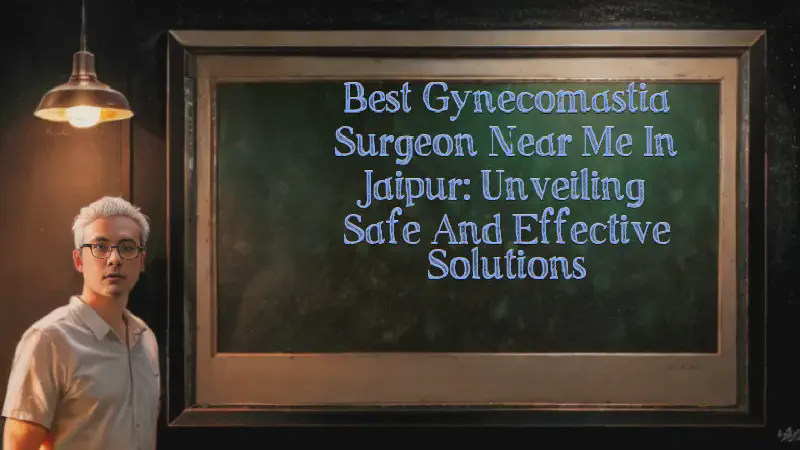 Best Gynecomastia
Surgeon Near Me In
Jaipur: Unveiling
Safe And Effective
Solutions